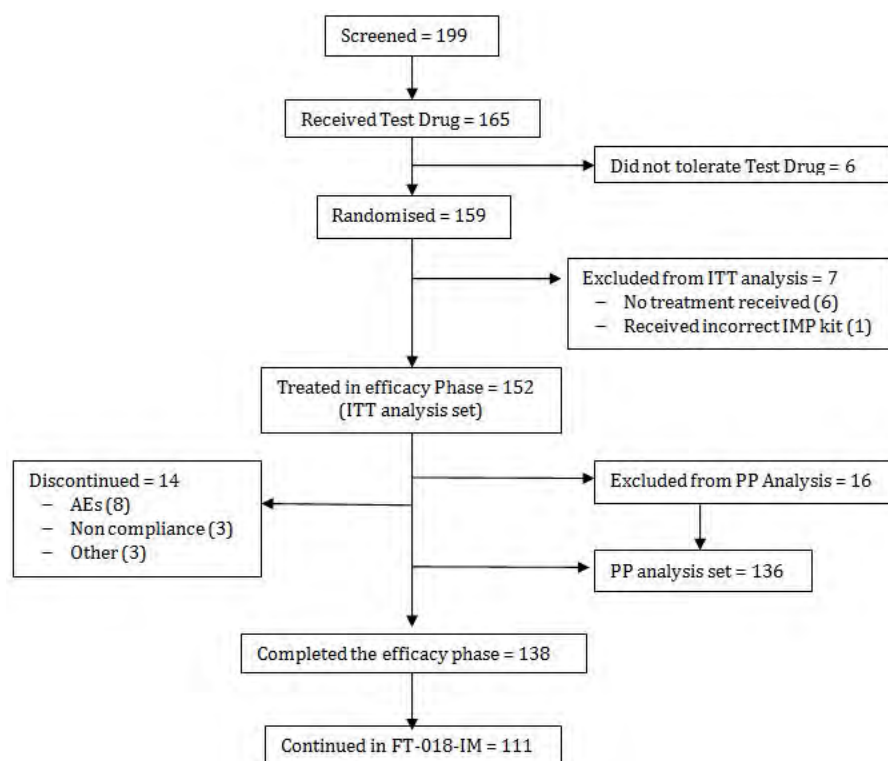 Screened = 199
Received Test Drug = 165
Did not tolerate Test Drug = 6
Randomised = 159
Excluded from ITT analysis = 7
– No treatment received (6)
– Received incorrect IMP kit (1)
Treated in efficacy Phase = 152
(ITT analysis set)
Discontinued = 14
– AEs (8)
– Non compliance (3)
– Other (3)
Excluded from PP Analysis = 16
PP analysis set = 136
Completed the efficacy phase = 138
Continued in FT-018-IM = 111